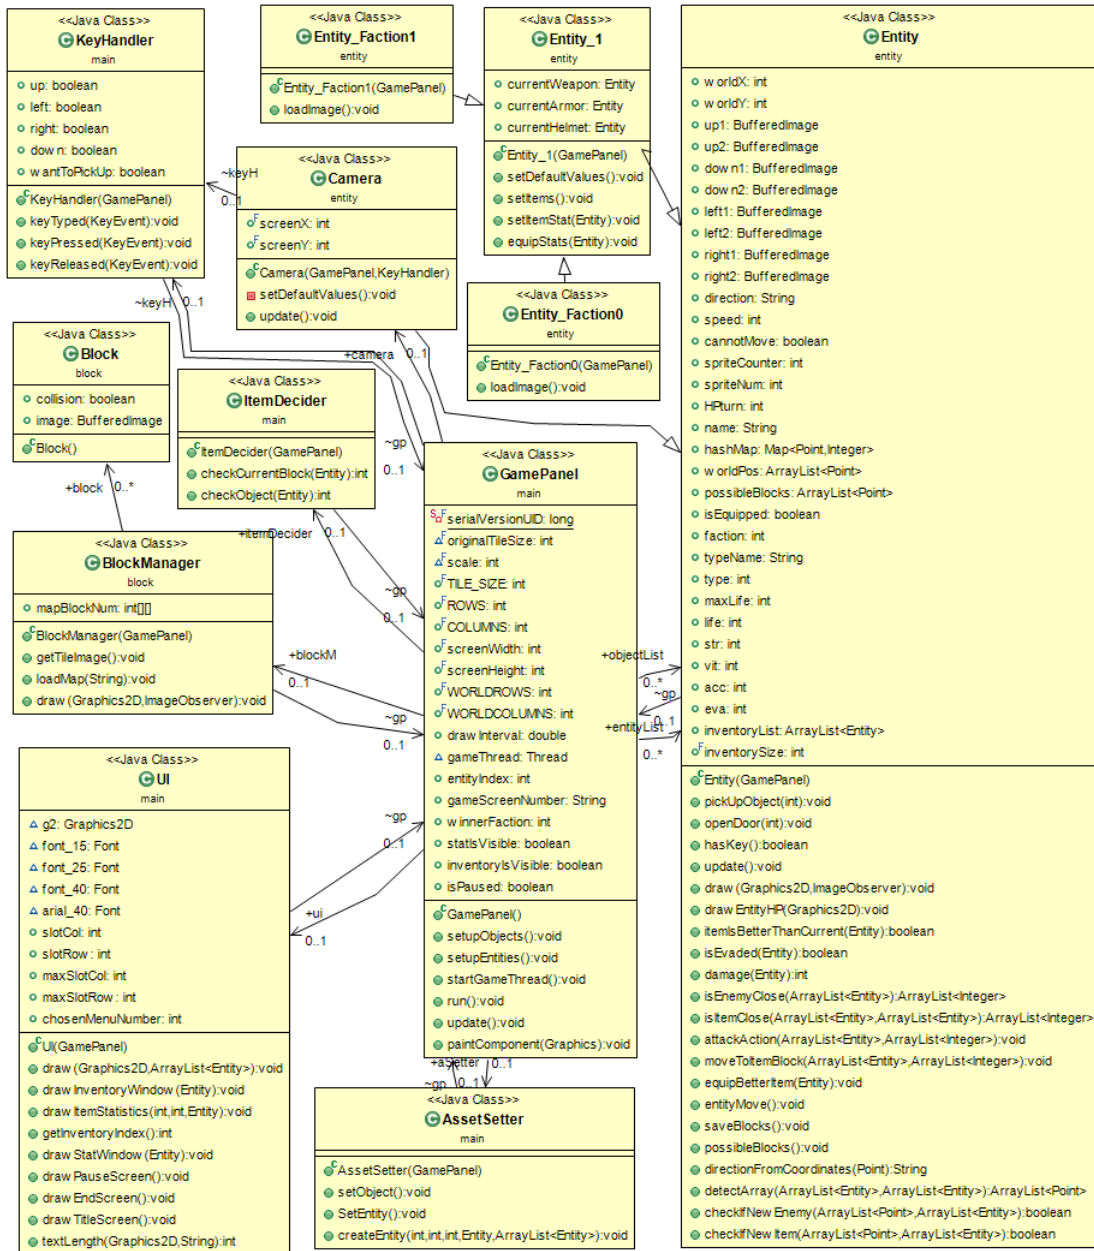 <<Java Class>>
KeyHandler
main
up: boolean
left: boolean
right: boolean
down: boolean
wantToPickUp: boolean
KeyHandler(GamePanel)
keyTyped(KeyEvent):void
keyPressed(KeyEvent):void
keyReleased(KeyEvent):void
<<Java Class>>
Entity_Faction1
entity
Entity_Faction1(GamePanel)
loadImage():void
<<Java Class>>
Entity_1
entity
currentWeapon: Entity
currentArmor: Entity
currentHelmet: Entity
Entity_1(GamePanel)
setDefaultValues():void
setItems():void
setItemStat(Entity):void
equipStats(Entity):void
<<Java Class>>
Entity
entity
worldX: int
worldY: int
up1: BufferedImage
up2: BufferedImage
down1: BufferedImage
down2: BufferedImage
left1: BufferedImage
left2: BufferedImage
right1: BufferedImage
right2: BufferedImage
direction: String
speed: int
cannotMove: boolean
spriteCounter: int
spriteNum: int
HPturn: int
name: String
hashMap: Map<Point,Integer>
worldPos: ArrayList<Point>
possibleBlocks: ArrayList<Point>
isEquipped: boolean
faction: int
typeName: String
type: int
maxLife: int
life: int
str: int
vit: int
acc: int
eva: int
inventoryList: ArrayList<Entity>
inventorySize: int
Entity(GamePanel)
pickUpObject(int):void
openDoor(int):void
hasKey():boolean
update():void
draw(Graphics2D,ImageObserver):void
drawEntityHP(Graphics2D):void
itemIsBetterThanCurrent(Entity):boolean
isEvaded(Entity):boolean
damage(Entity):int
isEnemyClose(ArrayList<Entity>):ArrayList<Integer>
isItemClose(ArrayList<Entity>,ArrayList<Entity>):ArrayList<Integer>
attackAction(ArrayList<Entity>,ArrayList<Integer>):void
moveToItemBlock(ArrayList<Entity>,ArrayList<Integer>):void
equipBetterItem(Entity):void
entityMove():void
saveBlocks():void
possibleBlocks():void
directionFromCoordinates(Point):String
detectArray(ArrayList<Entity>,ArrayList<Entity>):ArrayList<Point>
checkIfNewEnemy(ArrayList<Point>,ArrayList<Entity>):boolean
checkIfNewItem(ArrayList<Point>,ArrayList<Entity>):boolean
<<Java Class>>
Camera
entity
screenX: int
screenY: int
Camera(GamePanel,KeyHandler)
setDefaultValues():void
update():void
~keyH
0..1
<<Java Class>>
Entity_Faction0
entity
Entity_Faction0(GamePanel)
loadImage():void
~keyH
0..1
+camera
0..1
<<Java Class>>
Block
block
collision: boolean
image: BufferedImage
Block()
<<Java Class>>
ItemDecider
main
ItemDecider(GamePanel)
checkCurrentBlock(Entity):int
checkObject(Entity):int
~gp
0..1
+block
0..*
+itemDecider
0..1
<<Java Class>>
GamePanel
main
serialVersionUID: long
originalTileSize: int
scale: int
TILE_SIZE: int
ROWS: int
COLUMNS: int
screenWidth: int
screenHeight: int
WORLDROWS: int
WORLDCOLUMNS: int
drawInterval: double
gameThread: Thread
entityIndex: int
gameScreenNumber: String
winnerFaction: int
statIsVisible: boolean
inventoryIsVisible: boolean
isPaused: boolean
GamePanel()
setupObjects():void
setupEntities():void
startGameThread():void
run():void
update():void
paintComponent(Graphics):void
<<Java Class>>
BlockManager
block
mapBlockNum: int[][]
BlockManager(GamePanel)
getTileImage():void
loadMap(String):void
draw(Graphics2D,ImageObserver):void
~gp
0..1
+blockM
0..1
~gp
0..1
+objectList
0..*
~gp
0..1
+entityList
0..*
<<Java Class>>
UI
main
g2: Graphics2D
font_15: Font
font_25: Font
font_40: Font
arial_40: Font
slotCol: int
slotRow: int
maxSlotCol: int
maxSlotRow: int
chosenMenuNumber: int
UI(GamePanel)
draw(Graphics2D,ArrayList<Entity>):void
drawInventoryWindow(Entity):void
drawItemStatistics(int,int,Entity):void
getInventoryIndex():int
drawStatWindow(Entity):void
drawPauseScreen():void
drawEndScreen():void
drawTitleScreen():void
textLength(Graphics2D,String):int
~gp
0..1
+ui
0..1
+aSetter
0..1
~gp
0..1
<<Java Class>>
AssetSetter
main
AssetSetter(GamePanel)
setObject():void
SetEntity():void
createEntity(int,int,int,Entity,ArrayList<Entity>):void